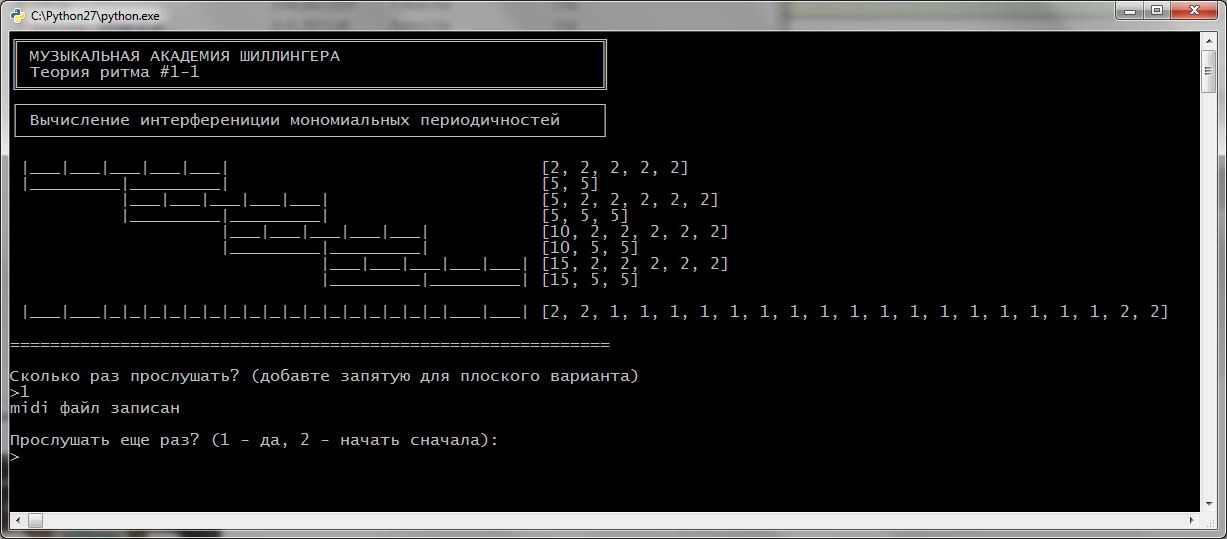 C:\Python27\python.exe
МУЗЫКАЛЬНАЯ АКАДЕМИЯ ШИЛЛИНГЕРА
Теория ритма #1-1
Вычисление интерферениции мономиальных периодичностей
|___|___|___|___|___| [2, 2, 2, 2, 2]
|_________|_________| [5, 5]
|___|___|___|___|___| [5, 2, 2, 2, 2, 2]
|_________|_________| [5, 5, 5]
|___|___|___|___|___| [10, 2, 2, 2, 2, 2]
|_________|_________| [10, 5, 5]
|___|___|___|___|___| [15, 2, 2, 2, 2, 2]
|_________|_________| [15, 5, 5]
|___|___|_|_|_|_|_|_|_|_|_|_|_|_|_|_|_|_|_|___|___| [2, 2, 1, 1, 1, 1, 1, 1, 1, 1, 1, 1, 1, 1, 1, 1, 1, 1, 1, 2, 2]
============================================================
Сколько раз прослушать? (добавте запятую для плоского варианта)
>1
midi файл записан
Прослушать еще раз? (1 - да, 2 - начать сначала):
>